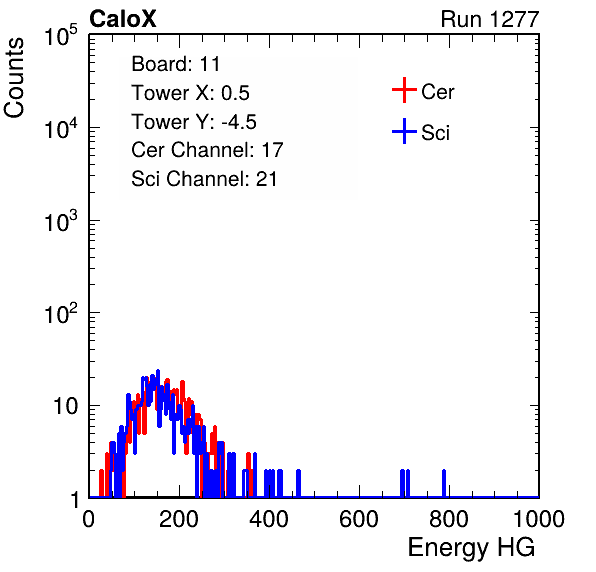 CaloX Run 1277
Counts
10^5
10^4
10^3
10^2
10
1
Board: 11
Tower X: 0.5
Tower Y: -4.5
Cer Channel: 17
Sci Channel: 21
Cer
Sci
0 200 400 600 800 1000
Energy HG